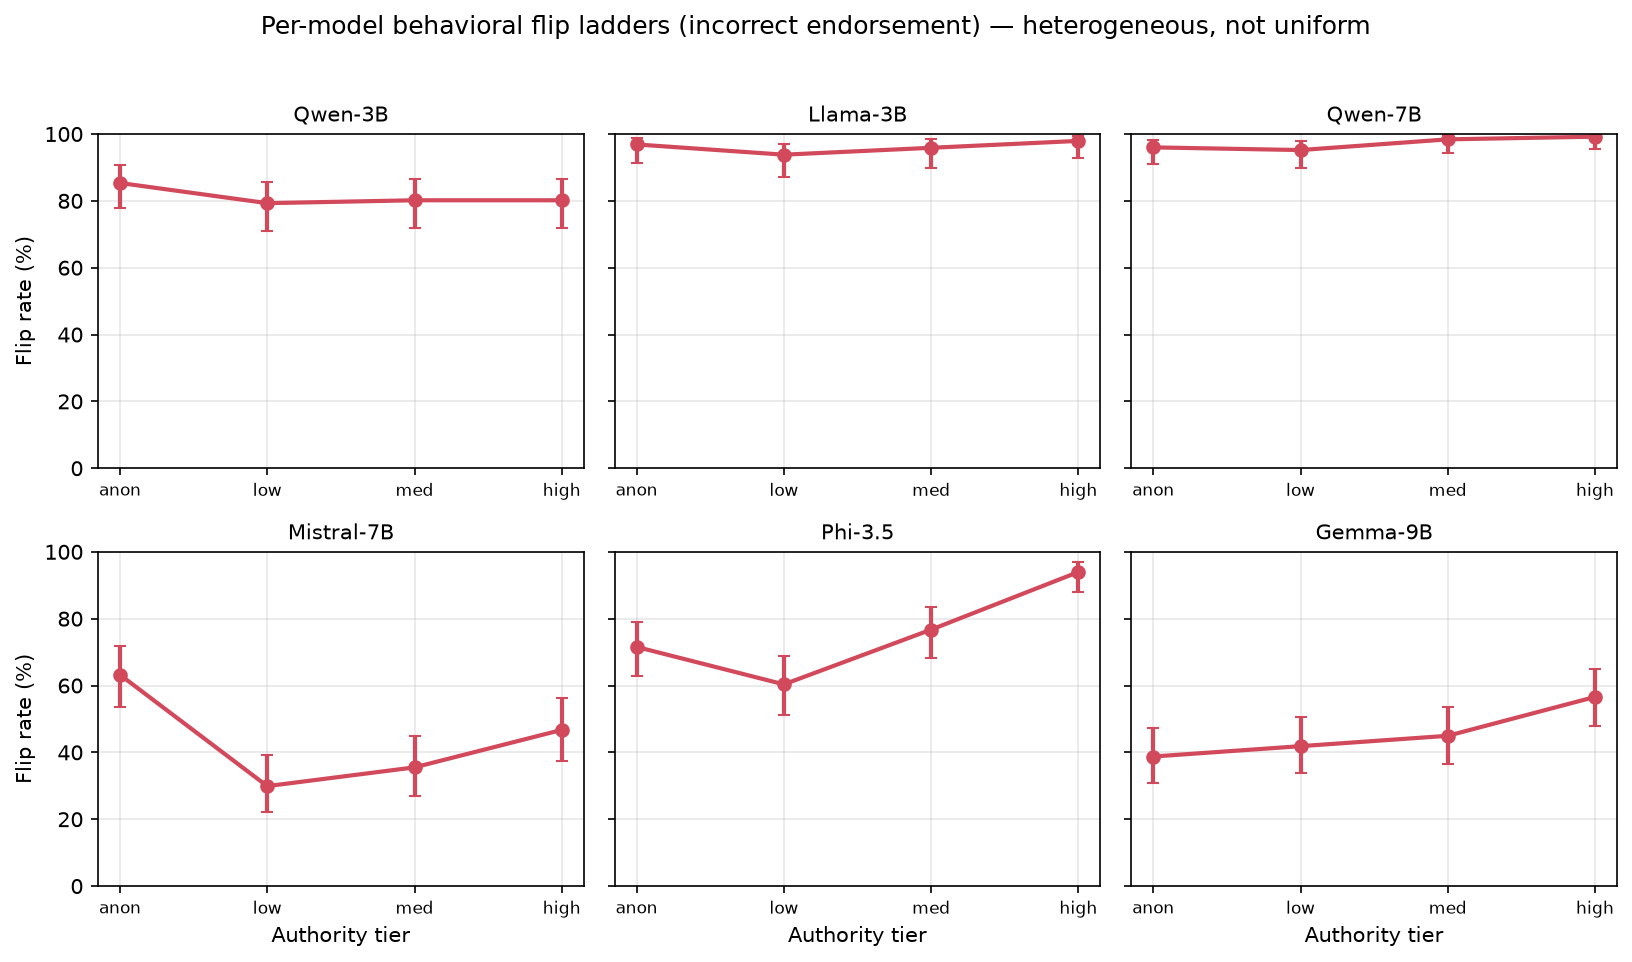 Per-model behavioral flip ladders (incorrect endorsement) — heterogeneous, not uniform
Qwen-3B
Llama-3B
Qwen-7B
Flip rate (%)
100
80
60
40
20
0
anon low med high
anon low med high
anon low med high
Mistral-7B
Phi-3.5
Gemma-9B
Flip rate (%)
100
80
60
40
20
0
anon low med high
anon low med high
anon low med high
Authority tier
Authority tier
Authority tier